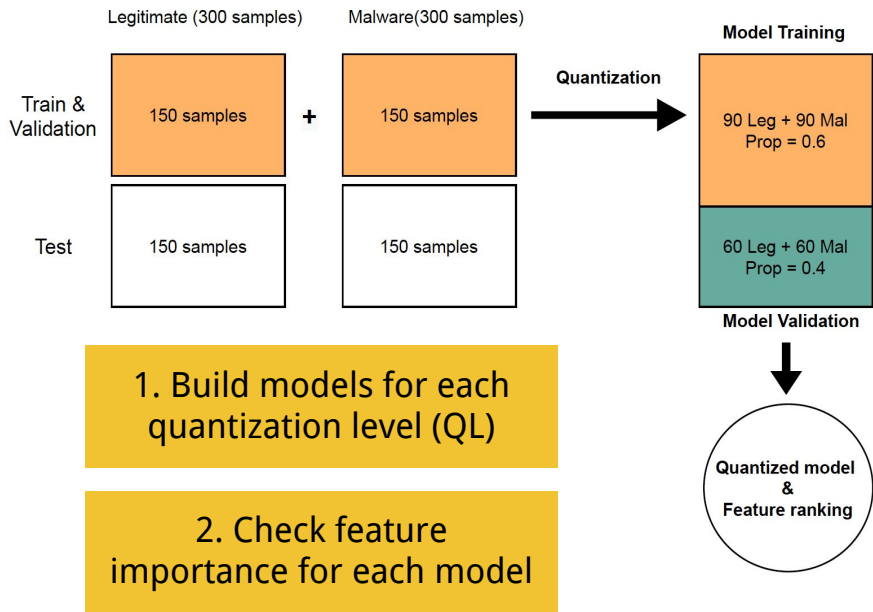 Legitimate (300 samples)
Malware(300 samples)
Model Training
Train &
Validation
150 samples
+
150 samples
Quantization
90 Leg + 90 Mal
Prop = 0.6
Test
150 samples
150 samples
60 Leg + 60 Mal
Prop = 0.4
Model Validation
1. Build models for each
quantization level (QL)
2. Check feature
importance for each model
Quantized model
&
Feature ranking